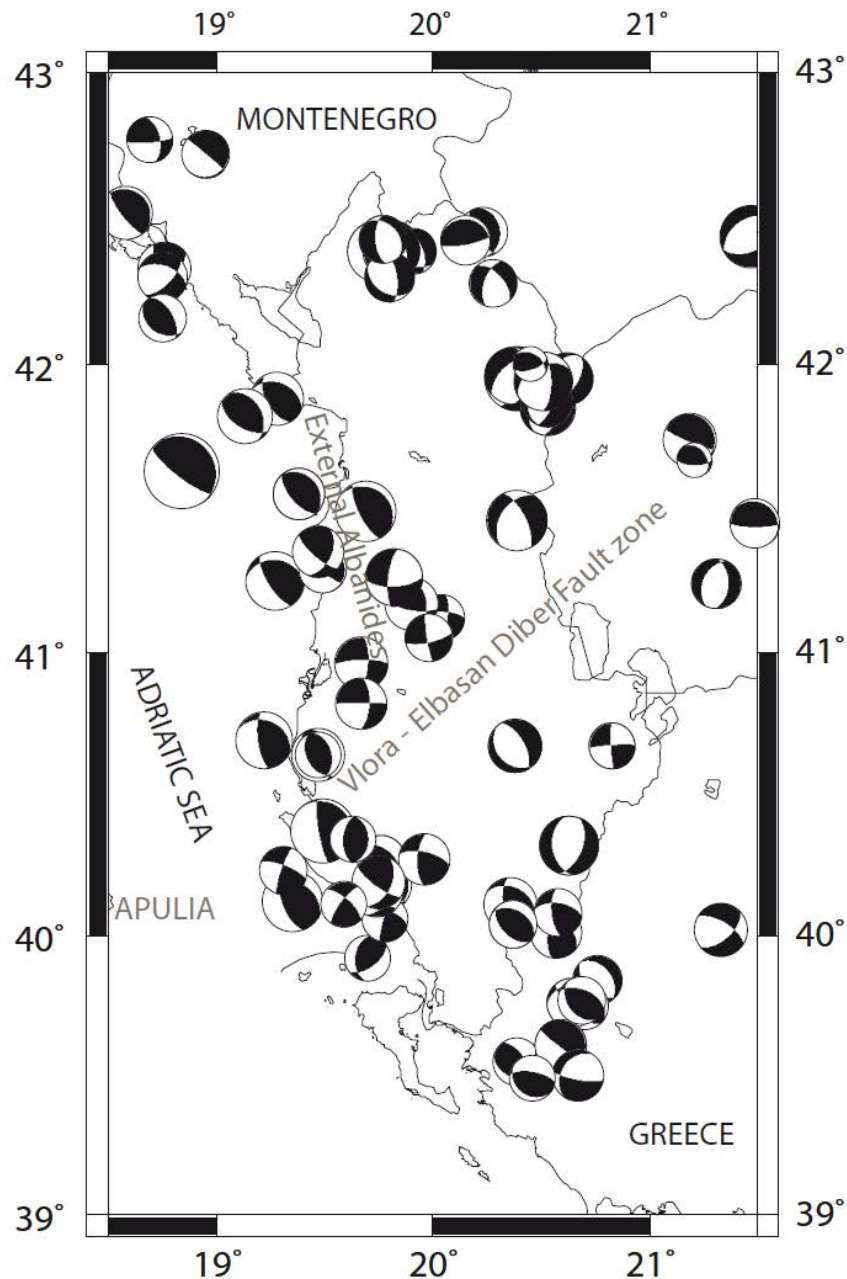 19° 20° 21°
43° 43°
MONTENEGRO
42° 42°
External Albanides
Vlora - Elbasan Diber Fault zone
41° 41°
ADRIATIC SEA
APULIA
40° 40°
GREECE
39° 39°
19° 20° 21°